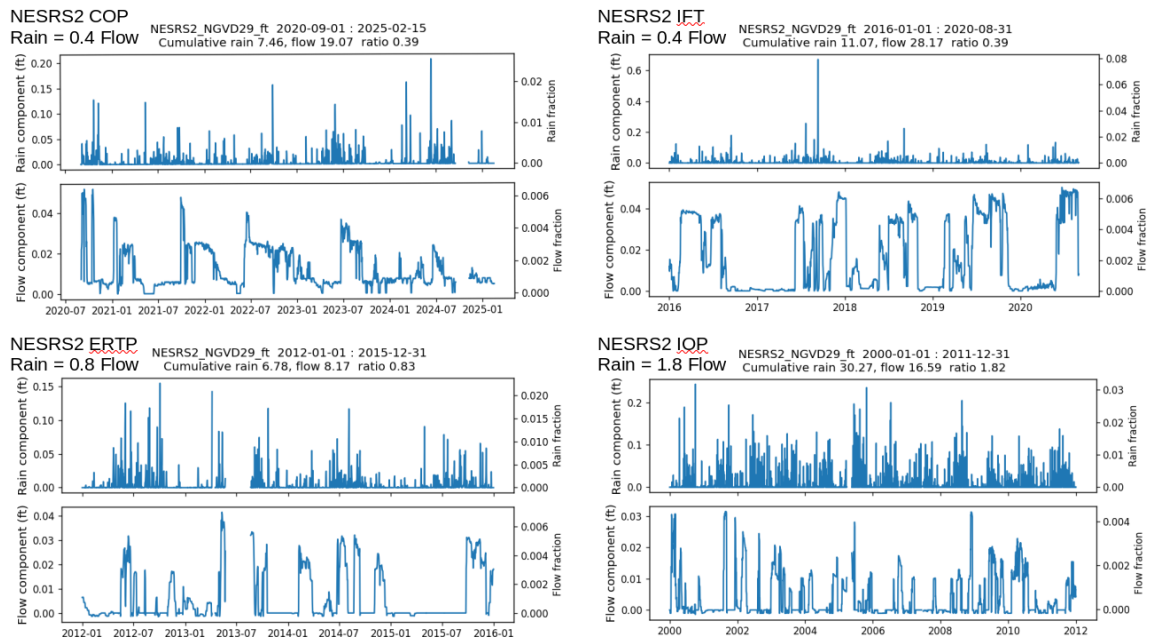 NESRS2 COP
Rain = 0.4 Flow
NESRS2_NGVD29_ft 2020-09-01 : 2025-02-15
Cumulative rain 7.46, flow 19.07 ratio 0.39
Rain component (ft)
0.20
0.15
0.10
0.05
0.00
0.02
0.01
0.00
Rain fraction
Flow component (ft)
0.04
0.02
0.00
0.006
0.004
0.002
0.000
Flow fraction
2020-07 2021-01 2021-07 2022-01 2022-07 2023-01 2023-07 2024-01 2024-07 2025-01
NESRS2 IFT
Rain = 0.4 Flow
NESRS2_NGVD29_ft 2016-01-01 : 2020-08-31
Cumulative rain 11.07, flow 28.17 ratio 0.39
Rain component (ft)
0.6
0.4
0.2
0.0
0.08
0.06
0.04
0.02
0.00
Rain fraction
Flow component (ft)
0.04
0.02
0.00
0.006
0.004
0.002
0.000
Flow fraction
2016 2017 2018 2019 2020
NESRS2 ERTP
Rain = 0.8 Flow
NESRS2_NGVD29_ft 2012-01-01 : 2015-12-31
Cumulative rain 6.78, flow 8.17 ratio 0.83
Rain component (ft)
0.15
0.10
0.05
0.00
0.020
0.015
0.010
0.005
0.000
Rain fraction
Flow component (ft)
0.04
0.03
0.02
0.01
0.00
0.006
0.004
0.002
0.000
Flow fraction
2012-01 2012-07 2013-01 2013-07 2014-01 2014-07 2015-01 2015-07 2016-01
NESRS2 IOP
Rain = 1.8 Flow
NESRS2_NGVD29_ft 2000-01-01 : 2011-12-31
Cumulative rain 30.27, flow 16.59 ratio 1.82
Rain component (ft)
0.2
0.1
0.0
0.03
0.02
0.01
0.00
Rain fraction
Flow component (ft)
0.03
0.02
0.01
0.00
0.004
0.002
0.000
Flow fraction
2000 2002 2004 2006 2008 2010 2012